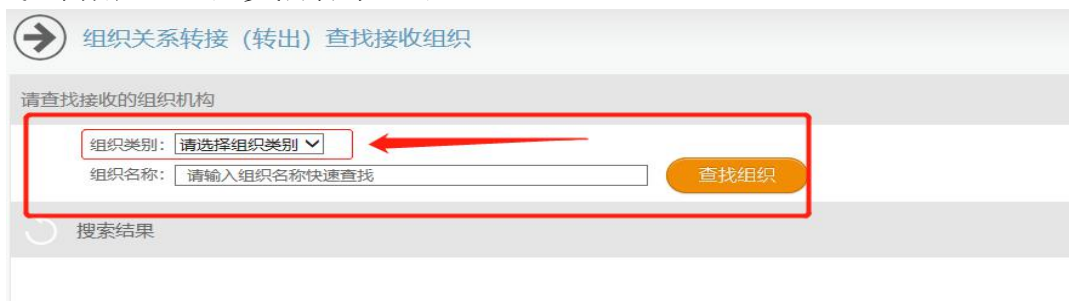 组织关系转接（转出）查找接收组织
请查找接收的组织机构
组织类别： 请选择组织类别
组织名称： 请输入组织名称快速查找 查找组织
搜索结果